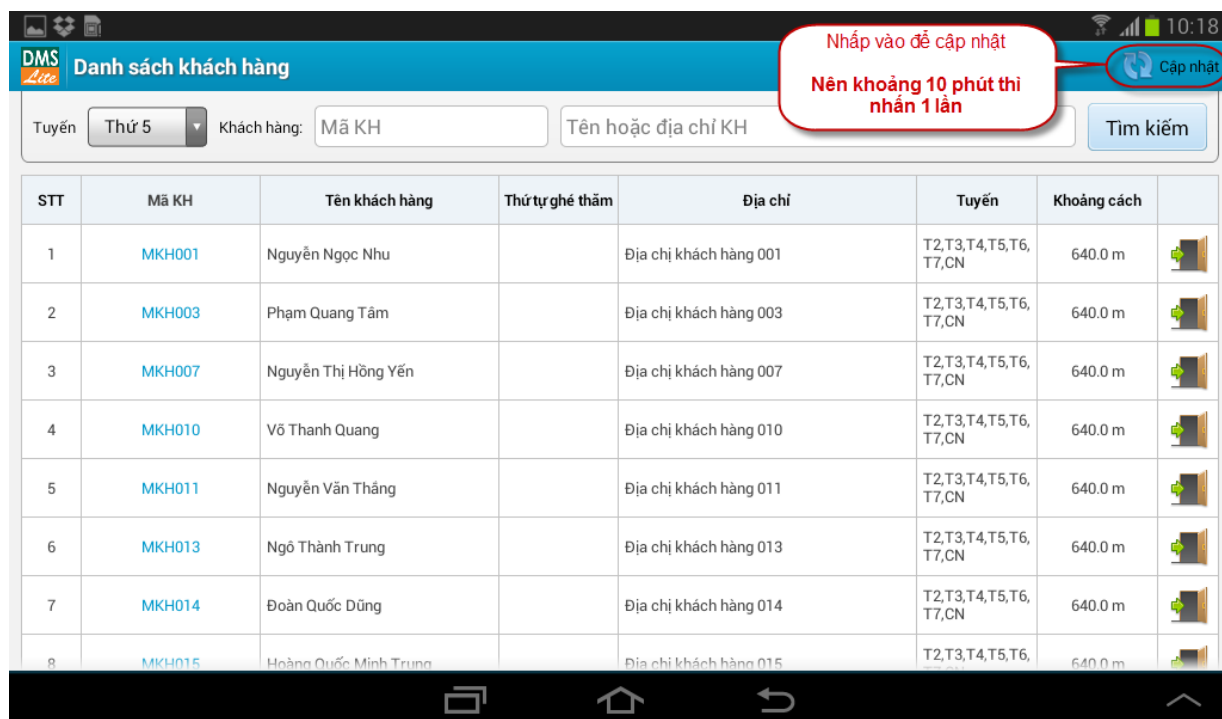 10:18
DMS
Lite
Danh sách khách hàng
Nhấp vào để cập nhật
Nên khoảng 10 phút thì
nhấn 1 lần
Cập nhật
Tuyến Thứ 5 Khách hàng: Mã KH Tên hoặc địa chỉ KH Tìm kiếm
STT Mã KH Tên khách hàng Thứ tự ghé thăm Địa chỉ Tuyến Khoảng cách
1 MKH001 Nguyễn Ngọc Nhu Địa chị khách hàng 001 T2,T3,T4,T5,T6,
T7,CN 640.0 m
2 MKH003 Phạm Quang Tâm Địa chị khách hàng 003 T2,T3,T4,T5,T6,
T7,CN 640.0 m
3 MKH007 Nguyễn Thị Hồng Yến Địa chị khách hàng 007 T2,T3,T4,T5,T6,
T7,CN 640.0 m
4 MKH010 Võ Thanh Quang Địa chị khách hàng 010 T2,T3,T4,T5,T6,
T7,CN 640.0 m
5 MKH011 Nguyễn Văn Thắng Địa chị khách hàng 011 T2,T3,T4,T5,T6,
T7,CN 640.0 m
6 MKH013 Ngô Thành Trung Địa chị khách hàng 013 T2,T3,T4,T5,T6,
T7,CN 640.0 m
7 MKH014 Đoàn Quốc Dũng Địa chị khách hàng 014 T2,T3,T4,T5,T6,
T7,CN 640.0 m
8 MKH015 Hoàng Quốc Minh Trung Địa chị khách hàng 015 T2,T3,T4,T5,T6,
640.0 m